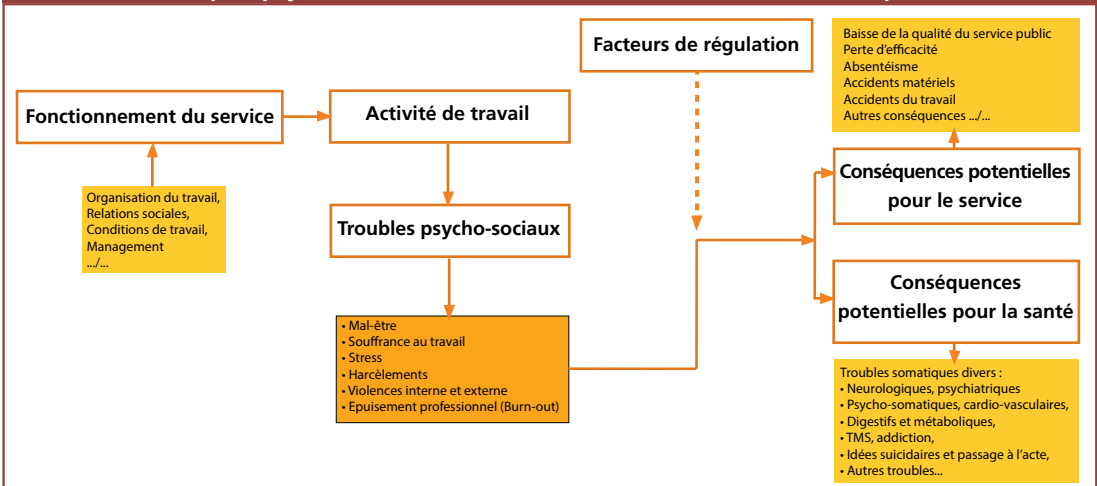 Facteurs de régulation
Baisse de la qualité du service public
Perte d'efficacité
Absentéisme
Accidents matériels
Accidents du travail
Autres conséquences .../...
Fonctionnement du service
Activité de travail
Conséquences potentielles
pour le service
Organisation du travail,
Relations sociales,
Conditions de travail,
Management
.../...
Troubles psycho-sociaux
Conséquences
potentielles pour la santé
• Mal-être
• Souffrance au travail
• Stress
• Harcèlements
• Violences interne et externe
• Epuisement professionnel (Burn-out)
Troubles somatiques divers :
• Neurologiques, psychiatriques
• Psycho-somatiques, cardio-vasculaires,
• Digestifs et métaboliques,
• TMS, addiction,
• Idées suicidaires et passage à l'acte,
• Autres troubles...